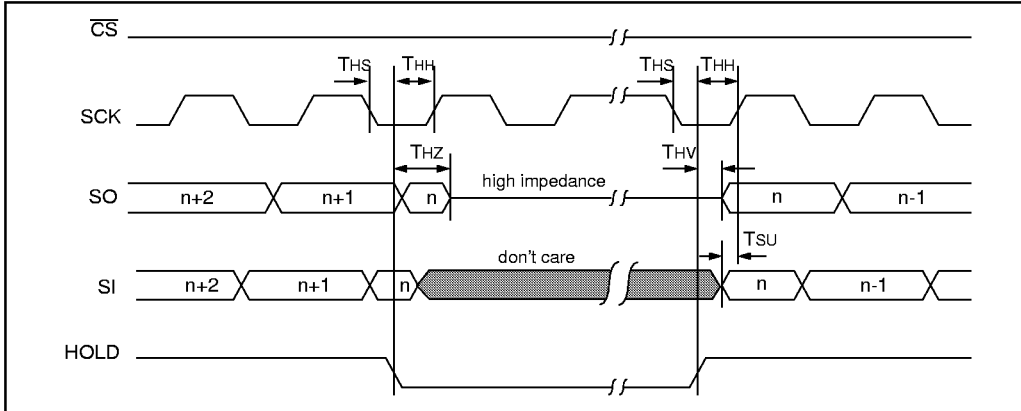 CS
THS THH THS THH
SCK
THZ THV
SO n+2 n+1 n high impedance n n-1
TSU
don't care
SI n+2 n+1 n n n-1
HOLD